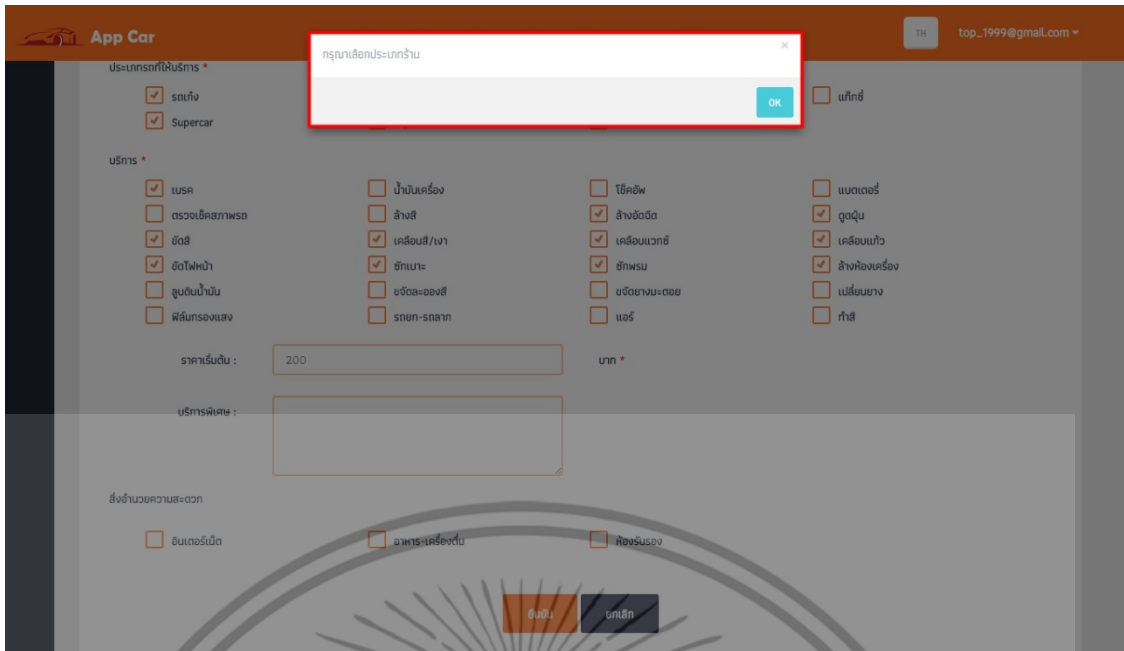 App Car
TH
top_1999@gmail.com
กรุณาเลือกประเภทร้าน
×
OK
ประเภทรถที่ให้บริการ *
รถเก๋ง
แท็กซี่
Supercar
บริการ *
เบรค น้ำมันเครื่อง โช๊คอัพ แบตเตอรี่
ตรวจเช็คสภาพรถ ล้างสี ล้างอัดฉีด ดูดฝุ่น
ขัดสี เคลือบสี/เงา เคลือบแวกซ์ เคลือบแก้ว
ขัดไฟหน้า ซักเบาะ ซักพรม ล้างห้องเครื่อง
ลูบดินน้ำมัน ขจัดละอองสี ขจัดยางมะตอย เปลี่ยนยาง
ฟิล์มกรองแสง รถยก-รถลาก แอร์ ทำสี
ราคาเริ่มต้น : 200 บาท *
บริการพิเศษ :
สิ่งอำนวยความสะดวก
อินเตอร์เน็ต อาหาร-เครื่องดื่ม ห้องรับรอง
ยืนยัน ยกเลิก